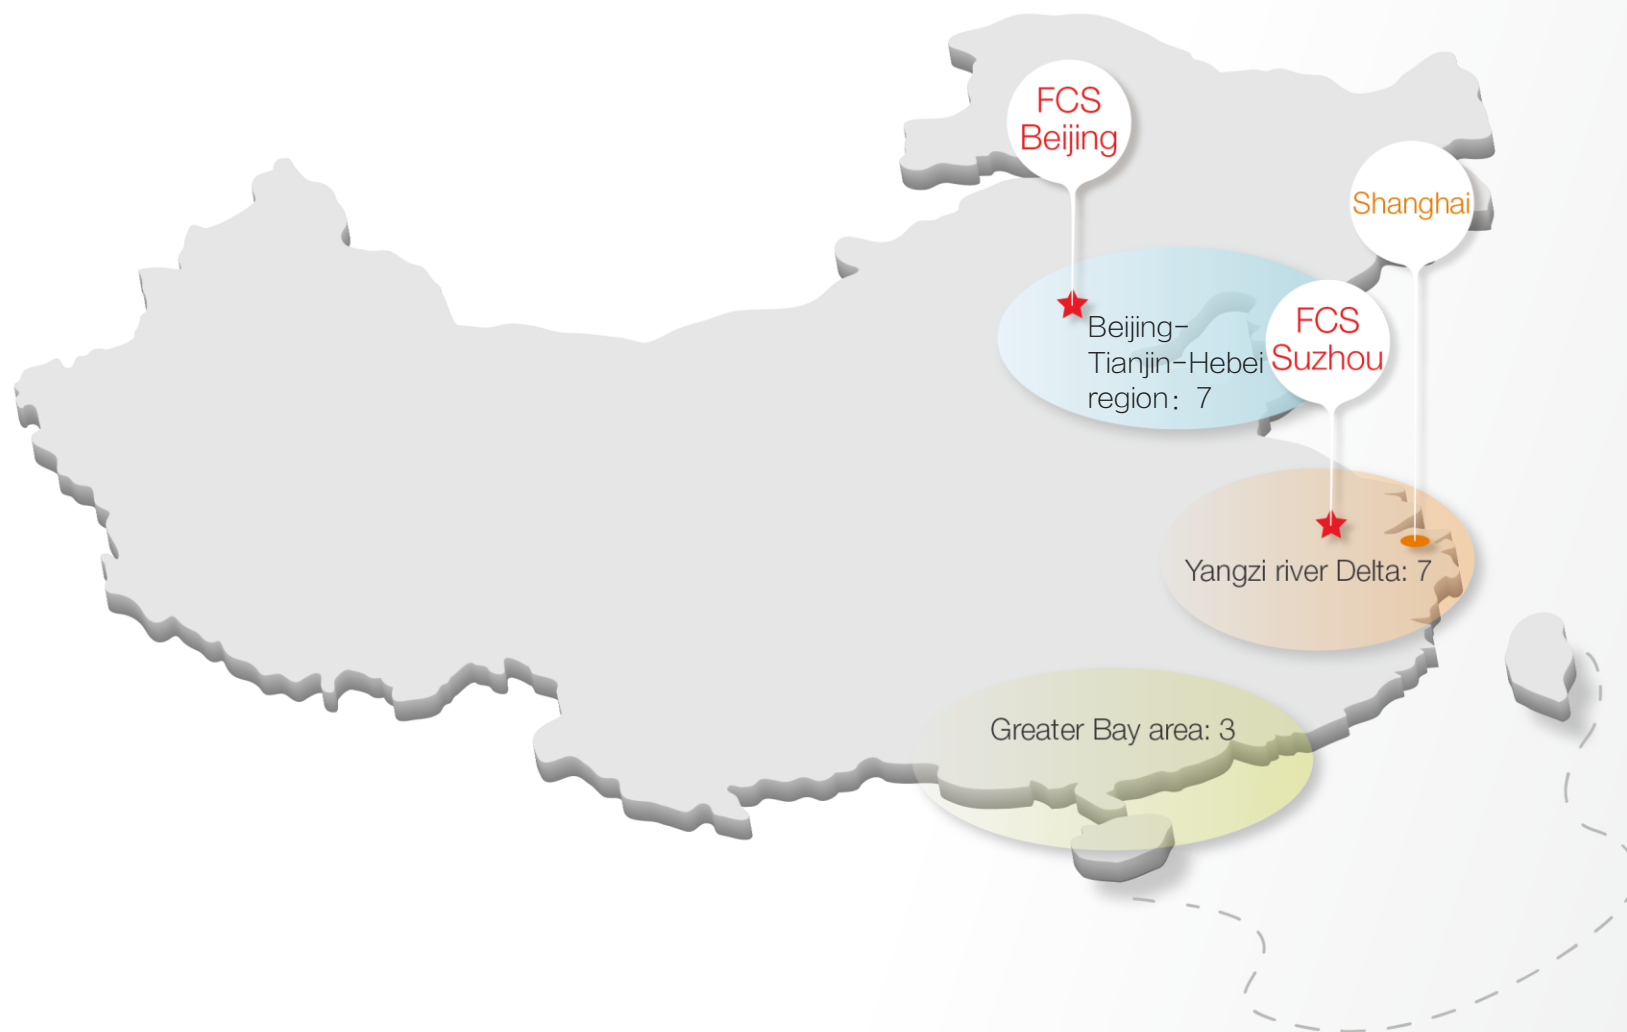 FCS
Beijing
Shanghai
FCS
Suzhou
Beijing-
Tianjin-Hebei
region: 7
Yangzi river Delta: 7
Greater Bay area: 3